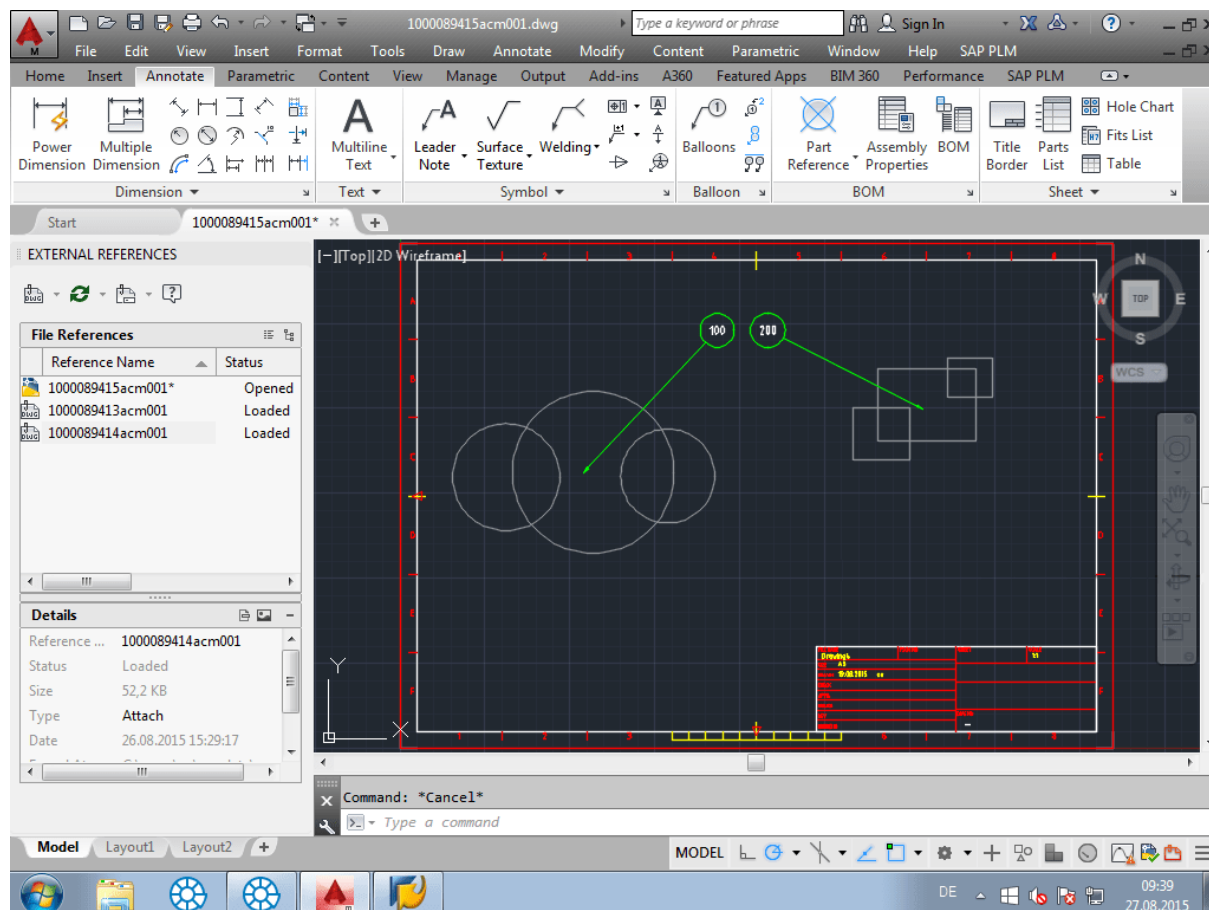 1000089415acm001.dwg Type a keyword or phrase Sign In
M File Edit View Insert Format Tools Draw Annotate Modify Content Parametric Window Help SAP PLM
Home Insert Annotate Parametric Content View Manage Output Add-ins A360 Featured Apps BIM 360 Performance SAP PLM
Power Dimension
Multiple Dimension
Multiline Text
Leader Note
Surface Texture
Welding
Balloons
Part Reference
Assembly Properties
BOM
Title Border
Parts List
Hole Chart
Fits List
Table
Dimension Text Symbol Balloon BOM Sheet
Start 1000089415acm001*
EXTERNAL REFERENCES
File References
Reference Name Status
1000089415acm001* Opened
1000089413acm001 Loaded
1000089414acm001 Loaded
Details
Reference ... 1000089414acm001
Status Loaded
Size 52,2 KB
Type Attach
Date 26.08.2015 15:29:17
[−][Top][2D Wireframe]
100 200
N
W TOP E
S
WCS
Y
X
Drawing4
A3
19.08.2015
Command: *Cancel*
Type a command
Model Layout1 Layout2 +
MODEL
DE 09:39
27.08.2015